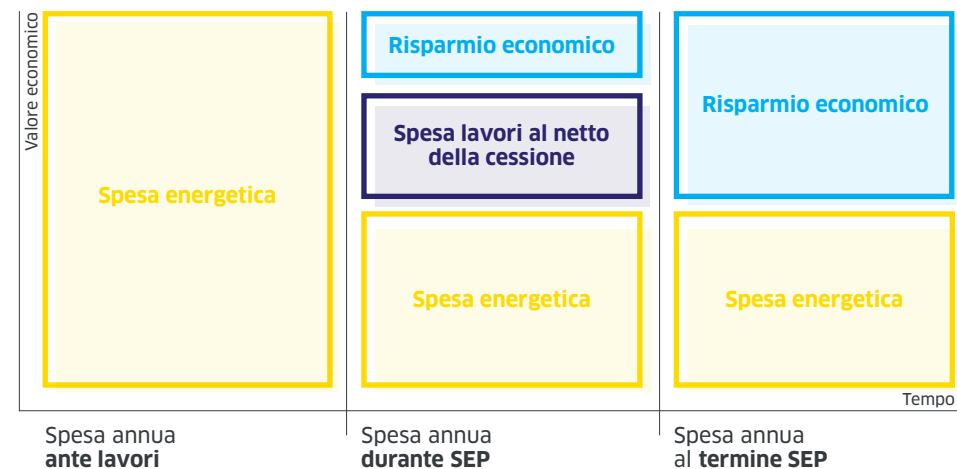 Valore economico
Spesa energetica
Risparmio economico
Spesa lavori al netto
della cessione
Spesa energetica
Risparmio economico
Spesa energetica
Tempo
Spesa annua
ante lavori
Spesa annua
durante SEP
Spesa annua
al termine SEP